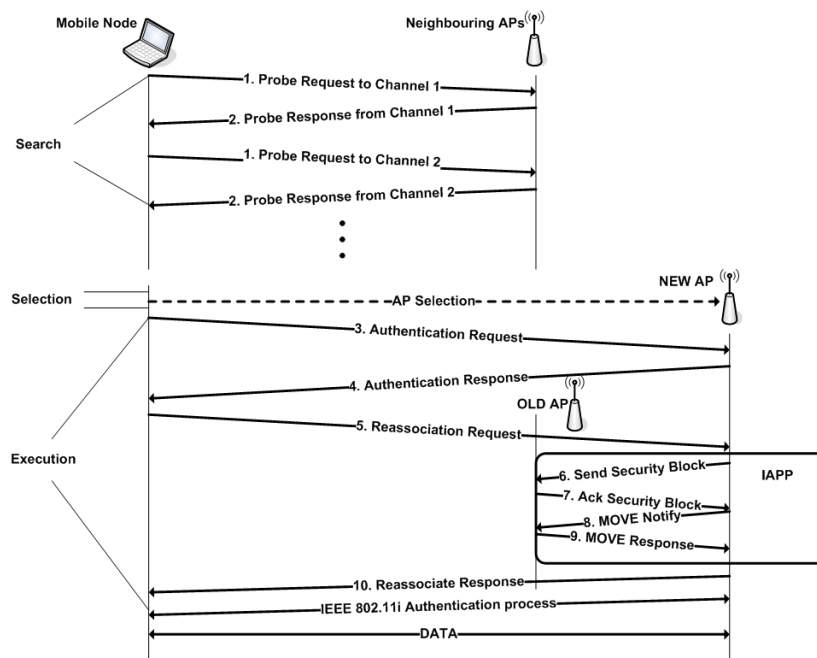 Mobile Node
Neighbouring APs
1. Probe Request to Channel 1
2. Probe Response from Channel 1
Search
1. Probe Request to Channel 2
2. Probe Response from Channel 2
NEW AP
Selection
AP Selection
3. Authentication Request
4. Authentication Response
OLD AP
5. Reassociation Request
Execution
6. Send Security Block
IAPP
7. Ack Security Block
8. MOVE Notify
9. MOVE Response
10. Reassociate Response
IEEE 802.11i Authentication process
DATA